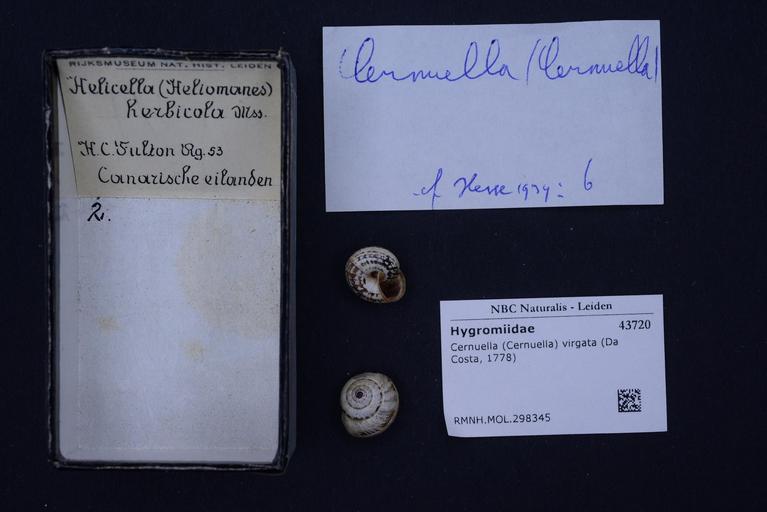 RIJKSMUSEUM NAT. HIST. LEIDEN
Helicella (Heliomanes)
herbicola Mss.
H.C. Fulton Rg. 53
Canarische eilanden
2.
Cernuella (Cernuella)
cf Hesse 1934: 6
NBC Naturalis - Leiden
Hygromiidae 43720
Cernuella (Cernuella) virgata (Da
Costa, 1778)
RMNH.MOL.298345